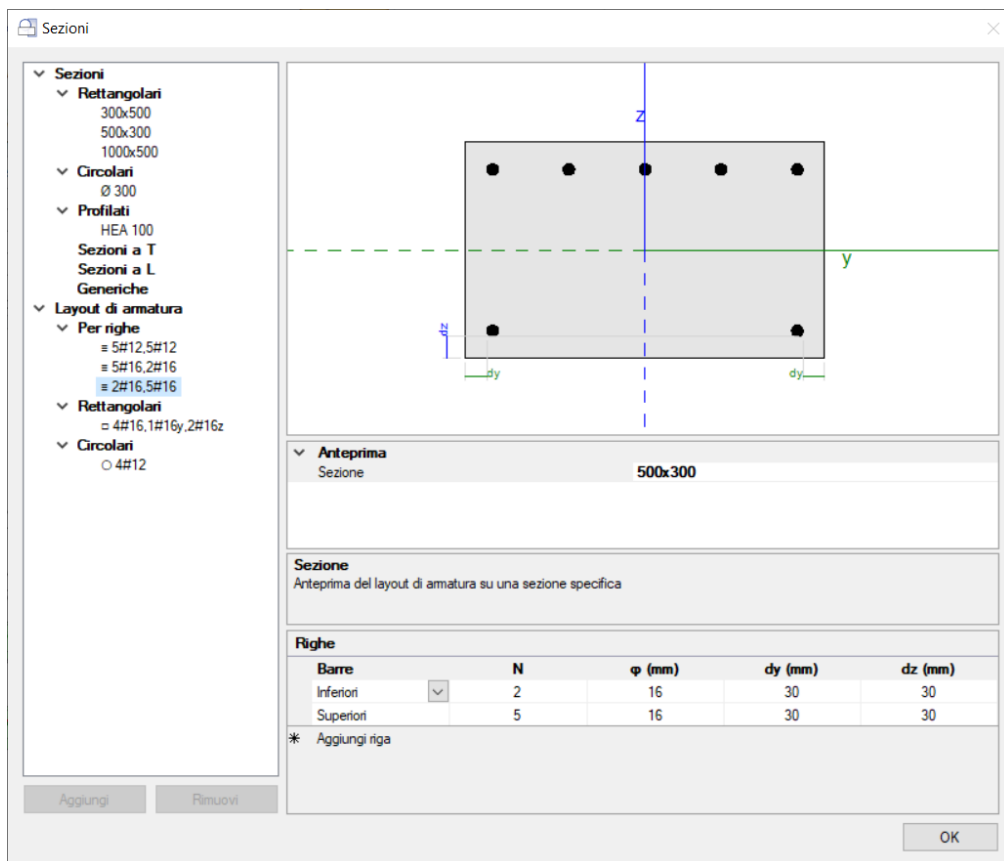 Sezioni
Sezioni
Rettangolari
300x500
500x300
1000x500
Circolari
Ø 300
Profilati
HEA 100
Sezioni a T
Sezioni a L
Generiche
Layout di armatura
Per righe
≡ 5#12,5#12
≡ 5#16,2#16
≡ 2#16,5#16
Rettangolari
□ 4#16,1#16y,2#16z
Circolari
○ 4#12
Aggiungi Rimuovi
z
y
dz
dy dy
Anteprima
Sezione 500x300
Sezione
Anteprima del layout di armatura su una sezione specifica
Righe
Barre N φ (mm) dy (mm) dz (mm)
Inferiori 2 16 30 30
Superiori 5 16 30 30
* Aggiungi riga
OK